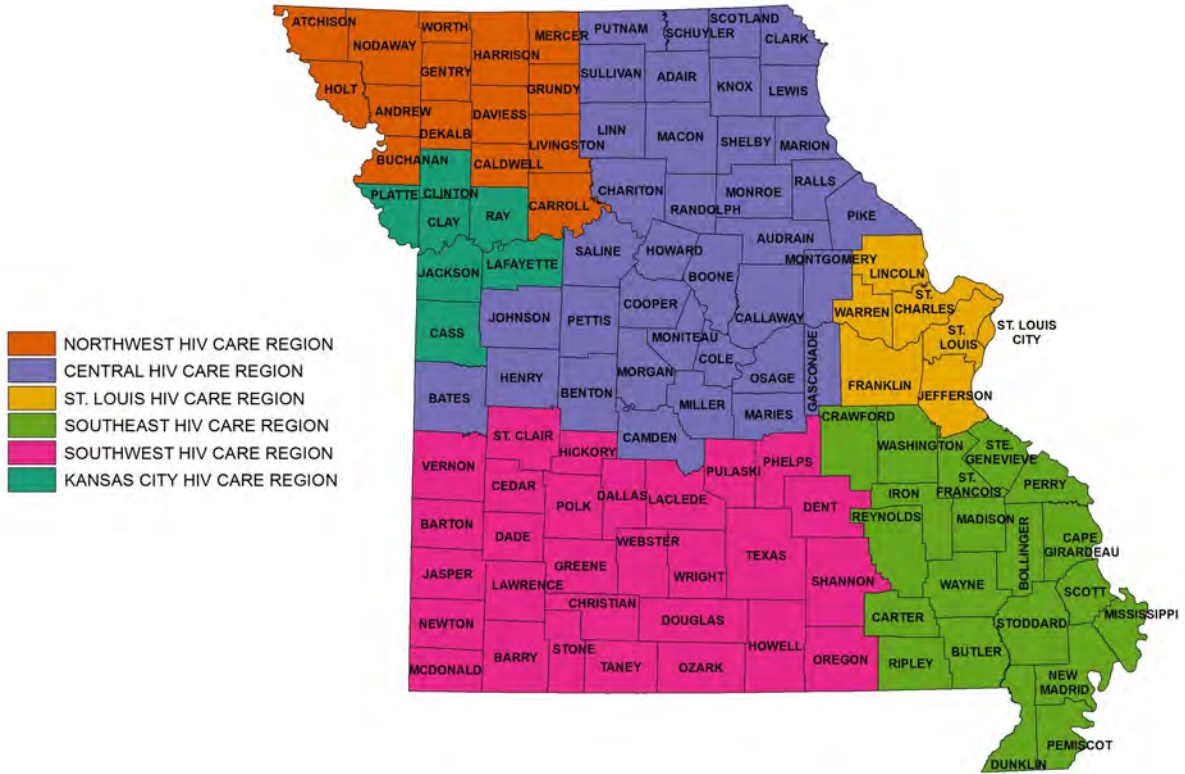 ATCHISON
NODAWAY
WORTH
HARRISON
MERCER
PUTNAM
SCHUYLER
SCOTLAND
CLARK
HOLT
GENTRY
SULLIVAN
ADAIR
KNOX
LEWIS
ANDREW
DEKALB
DAVIESS
GRUNDY
LINN
MACON
SHELBY
MARION
BUCHANAN
CALDWELL
LIVINGSTON
PLATTE
CLINTON
CLAY
RAY
CARROLL
CHARITON
RANDOLPH
MONROE
RALLS
PIKE
AUDRAIN
JACKSON
LAFAYETTE
SALINE
HOWARD
BOONE
MONTGOMERY
LINCOLN
CASS
JOHNSON
PETTIS
COOPER
MONITEAU
CALLAWAY
WARREN
ST.
CHARLES
ST.
LOUIS
ST. LOUIS
CITY
NORTHWEST HIV CARE REGION
CENTRAL HIV CARE REGION
ST. LOUIS HIV CARE REGION
SOUTHEAST HIV CARE REGION
SOUTHWEST HIV CARE REGION
KANSAS CITY HIV CARE REGION
BATES
HENRY
BENTON
MORGAN
COLE
MILLER
OSAGE
MARIES
GASCONADE
FRANKLIN
JEFFERSON
CAMDEN
VERNON
ST. CLAIR
HICKORY
CEDAR
POLK
DALLAS
LACLEDE
PULASKI
PHELPS
CRAWFORD
WASHINGTON
STE.
GENEVIEVE
ST.
FRANCOIS
PERRY
BARTON
DADE
DENT
IRON
REYNOLDS
MADISON
BOLLINGER
CAPE
GIRARDEAU
JASPER
LAWRENCE
GREENE
WEBSTER
WRIGHT
TEXAS
SHANNON
WAYNE
SCOTT
MISSISSIPPI
NEWTON
CHRISTIAN
DOUGLAS
HOWELL
CARTER
STODDARD
MCDONALD
BARRY
STONE
TANEY
OZARK
OREGON
RIPLEY
BUTLER
NEW
MADRID
PEMISCOT
DUNKLIN